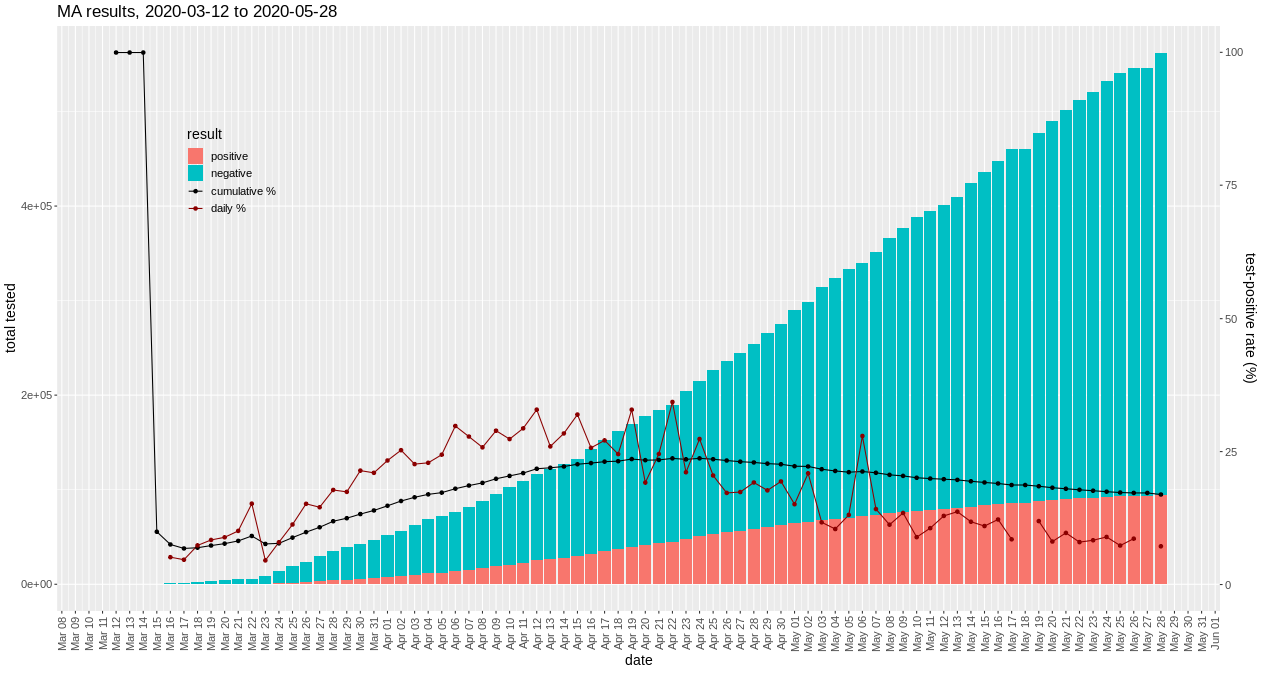 MA results, 2020-03-12 to 2020-05-28
result
positive
negative
cumulative %
daily %
total tested
4e+05
2e+05
0e+00
test-positive rate (%)
100
75
50
25
0
Mar 08
Mar 09
Mar 10
Mar 11
Mar 12
Mar 13
Mar 14
Mar 15
Mar 16
Mar 17
Mar 18
Mar 19
Mar 20
Mar 21
Mar 22
Mar 23
Mar 24
Mar 25
Mar 26
Mar 27
Mar 28
Mar 29
Mar 30
Mar 31
Apr 01
Apr 02
Apr 03
Apr 04
Apr 05
Apr 06
Apr 07
Apr 08
Apr 09
Apr 10
Apr 11
Apr 12
Apr 13
Apr 14
Apr 15
Apr 16
Apr 17
Apr 18
Apr 19
Apr 20
Apr 21
Apr 22
Apr 23
Apr 24
Apr 25
Apr 26
Apr 27
Apr 28
Apr 29
Apr 30
May 01
May 02
May 03
May 04
May 05
May 06
May 07
May 08
May 09
May 10
May 11
May 12
May 13
May 14
May 15
May 16
May 17
May 18
May 19
May 20
May 21
May 22
May 23
May 24
May 25
May 26
May 27
May 28
May 29
May 30
May 31
Jun 01
date